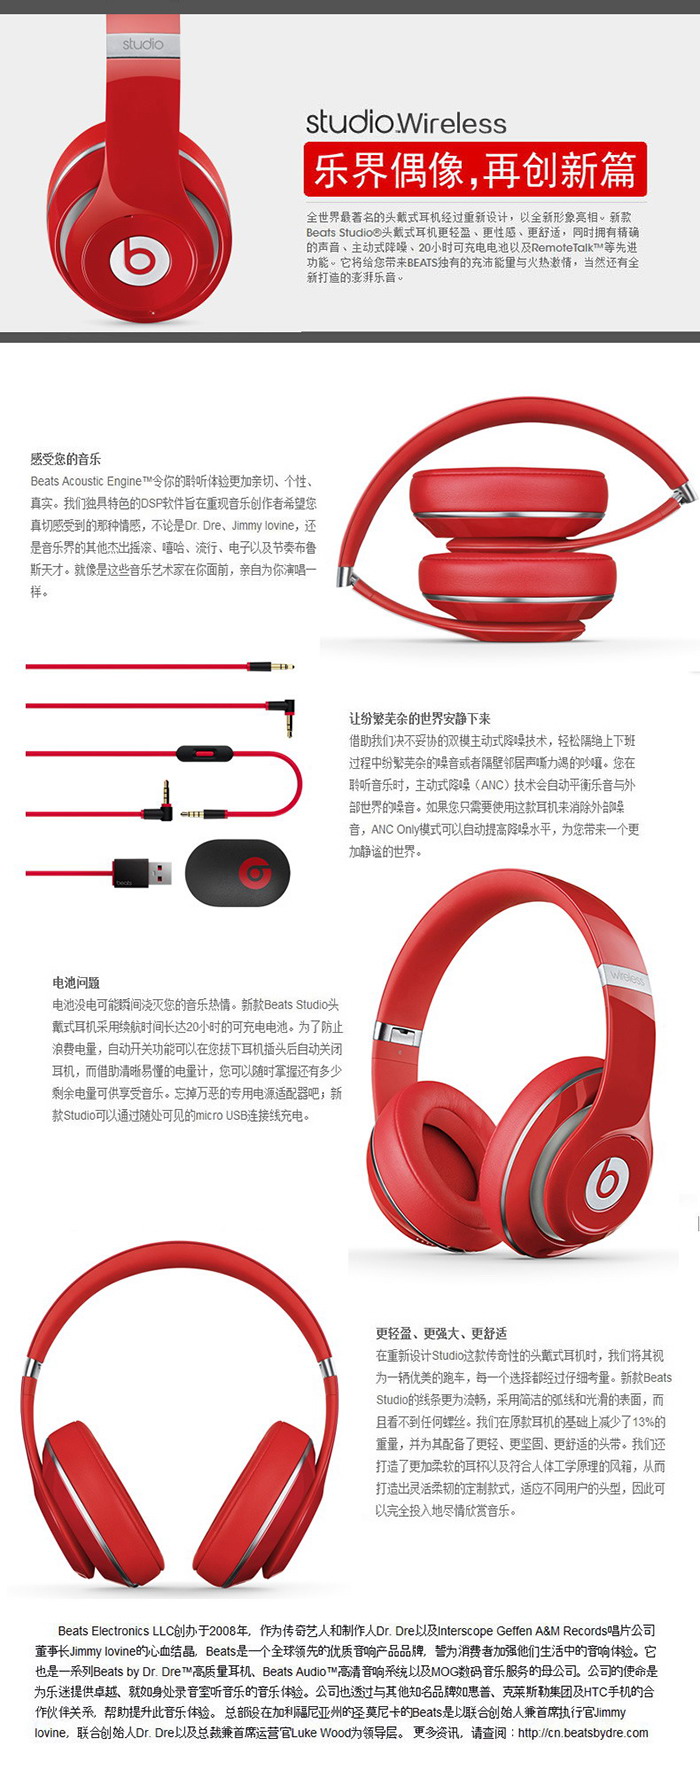 studio
studio™Wireless
乐界偶像,再创新篇
全世界最著名的头戴式耳机经过重新设计，以全新形象亮相。新款
Beats Studio®头戴式耳机更轻盈、更性感、更舒适，同时拥有精确
的声音、主动式降噪、20小时可充电电池以及RemoteTalk™等先进
功能。它将给您带来BEATS独有的充沛能量与火热激情，当然还有全
新打造的澎湃乐音。
感受您的音乐
Beats Acoustic Engine™令你的聆听体验更加亲切、个性、
真实。我们独具特色的DSP软件旨在重现音乐创作者希望您
真切感受到的那种情感，不论是Dr. Dre、Jimmy Iovine，还
是音乐界的其他杰出摇滚、嘻哈、流行、电子以及节奏布鲁
斯天才。就像是这些音乐艺术家在你面前，亲自为你演唱一
样。
让纷繁芜杂的世界安静下来
借助我们决不妥协的双模主动式降噪技术，轻松隔绝上下班
过程中纷繁芜杂的噪音或者隔壁邻居声嘶力竭的吵嚷。您在
聆听音乐时，主动式降噪（ANC）技术会自动平衡乐音与外
部世界的噪音。如果您只需要使用这款耳机来消除外部噪
音，ANC Only模式可以自动提高降噪水平，为您带来一个更
加静谧的世界。
beats
wireless
电池问题
电池没电可能瞬间浇灭您的音乐热情。新款Beats Studio头
戴式耳机采用续航时间长达20小时的可充电电池。为了防止
浪费电量，自动开关功能可以在您拔下耳机插头后自动关闭
耳机，而借助清晰易懂的电量计，您可以随时掌握还有多少
剩余电量可供享受音乐。忘掉万恶的专用电源适配器吧；新
款Studio可以通过随处可见的micro USB连接线充电。
更轻盈、更强大、更舒适
在重新设计Studio这款传奇性的头戴式耳机时，我们将其视
为一辆优美的跑车，每一个选择都经过仔细考量。新款Beats
Studio的线条更为流畅，采用简洁的弧线和光滑的表面，而
且看不到任何螺丝。我们在原款耳机的基础上减少了13%的
重量，并为其配备了更轻、更坚固、更舒适的头带。我们还
打造了更加柔软的耳杯以及符合人体工学原理的风箱，从而
打造出灵活柔韧的定制款式，适应不同用户的头型，因此可
以完全投入地尽情欣赏音乐。
Beats Electronics LLC创办于2008年，作为传奇艺人和制作人Dr. Dre以及Interscope Geffen A&M Records唱片公司
董事长Jimmy Iovine的心血结晶，Beats是一个全球领先的优质音响产品品牌，誓为消费者加强他们生活中的音响体验。它
也是一系列Beats by Dr. Dre™高质量耳机、Beats Audio™高清音响系统以及MOG数码音乐服务的母公司。公司的使命是
为乐迷提供卓越、就如身处录音室听音乐的音乐体验。公司也透过与其他知名品牌如惠普、克莱斯勒集团及HTC手机的合
作伙伴关系，帮助提升此音乐体验。 总部设在加利福尼亚州的圣莫尼卡的Beats是以联合创始人兼首席执行官Jimmy
Iovine，联合创始人Dr. Dre以及总裁兼首席运营官Luke Wood为领导层。 更多资讯，请查阅：http://cn.beatsbydre.com